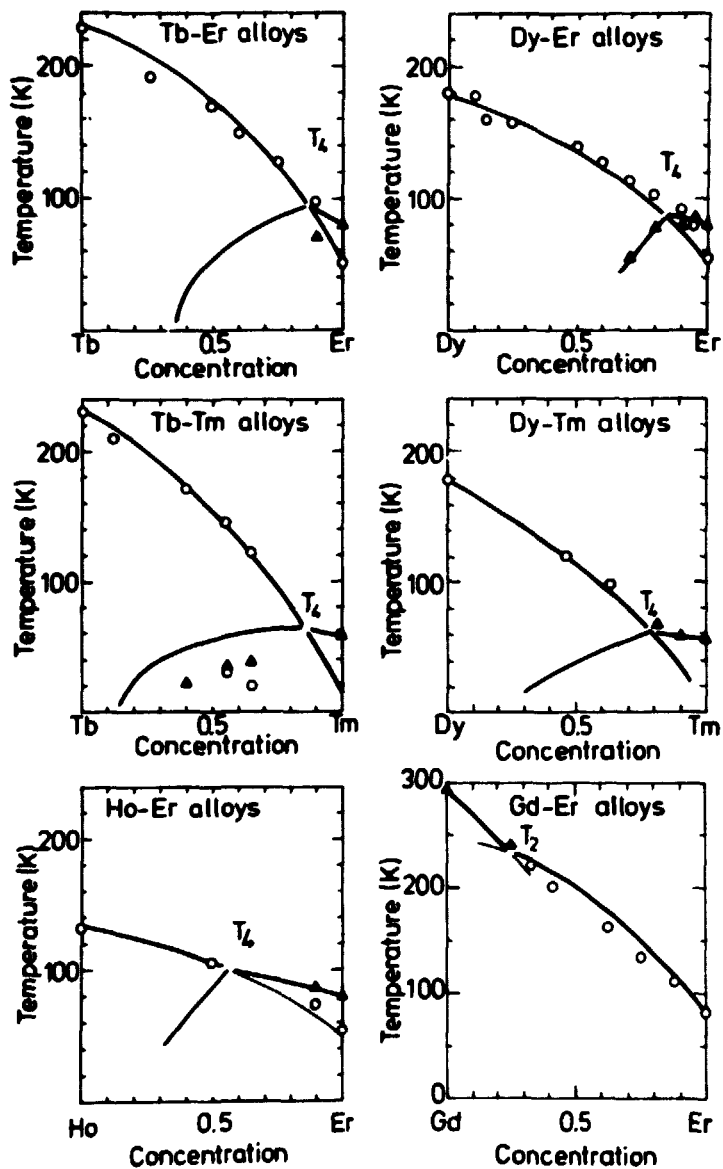 Tb-Er alloys
T4
Temperature (K)
200
100
Tb 0.5 Er
Concentration
Dy-Er alloys
T4
Temperature (K)
200
100
Dy 0.5 Er
Concentration
Tb-Tm alloys
T4
Temperature (K)
200
100
Tb 0.5 Tm
Concentration
Dy-Tm alloys
T4
Temperature (K)
200
100
Dy 0.5 Tm
Concentration
Ho-Er alloys
T4
Temperature (K)
200
100
Ho 0.5 Er
Concentration
Gd-Er alloys
T2
Temperature (K)
300
200
100
0
Gd 0.5 Er
Concentration